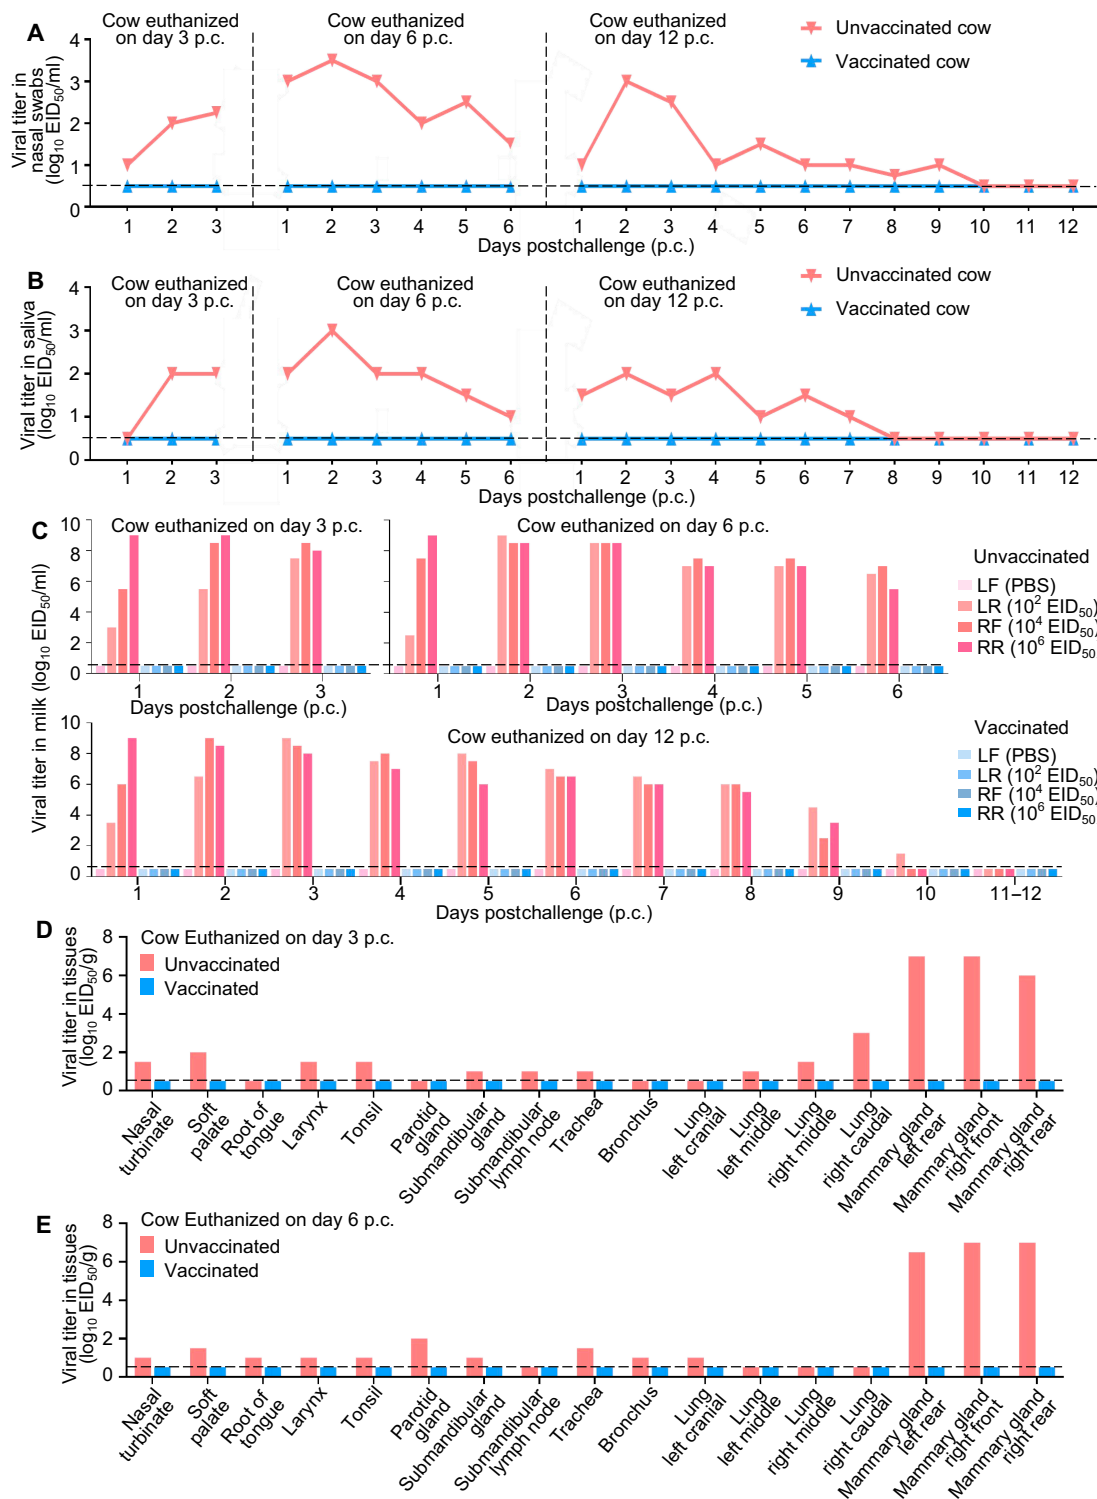 A
Cow euthanized
on day 3 p.c.
Cow euthanized
on day 6 p.c.
Cow euthanized
on day 12 p.c.
Unvaccinated cow
Vaccinated cow
Viral titer in
nasal swabs
(log10 EID50/ml)
4
3
2
1
0
1 2 3 1 2 3 4 5 6 1 2 3 4 5 6 7 8 9 10 11 12
Days postchallenge (p.c.)
B
Cow euthanized
on day 3 p.c.
Cow euthanized
on day 6 p.c.
Cow euthanized
on day 12 p.c.
Unvaccinated cow
Vaccinated cow
Viral titer in saliva
(log10 EID50/ml)
4
3
2
1
0
1 2 3 1 2 3 4 5 6 1 2 3 4 5 6 7 8 9 10 11 12
Days postchallenge (p.c.)
C
Viral titer in milk (log10 EID50/ml)
Cow euthanized on day 3 p.c.
Cow euthanized on day 6 p.c.
10
8
6
4
2
0
1 2 3 1 2 3 4 5 6
Days postchallenge (p.c.)
Days postchallenge (p.c.)
Unvaccinated
LF (PBS)
LR (10² EID50)
RF (10⁴ EID50)
RR (10⁶ EID50
Cow euthanized on day 12 p.c.
10
8
6
4
2
0
1 2 3 4 5 6 7 8 9 10 11–12
Days postchallenge (p.c.)
Vaccinated
LF (PBS)
LR (10² EID50)
RF (10⁴ EID50)
RR (10⁶ EID50
D
Cow Euthanized on day 3 p.c.
Unvaccinated
Vaccinated
Viral titer in tissues
(log10 EID50/g)
8
6
4
2
0
Nasal
turbinate
Soft
palate
Root of
tongue
Larynx
Tonsil
Parotid
gland
Submandibular
gland
Submandibular
lymph node
Trachea
Bronchus
Lung
left cranial
Lung
left middle
Lung
right middle
Lung
right caudal
Mammary gland
left rear
Mammary gland
right front
Mammary gland
right rear
E
Cow Euthanized on day 6 p.c.
Unvaccinated
Vaccinated
Viral titer in tissues
(log10 EID50/g)
8
6
4
2
0
Nasal
turbinate
Soft
palate
Root of
tongue
Larynx
Tonsil
Parotid
gland
Submandibular
gland
Submandibular
lymph node
Trachea
Bronchus
Lung
left cranial
Lung
left middle
Lung
right middle
Lung
right caudal
Mammary gland
left rear
Mammary gland
right front
Mammary gland
right rear